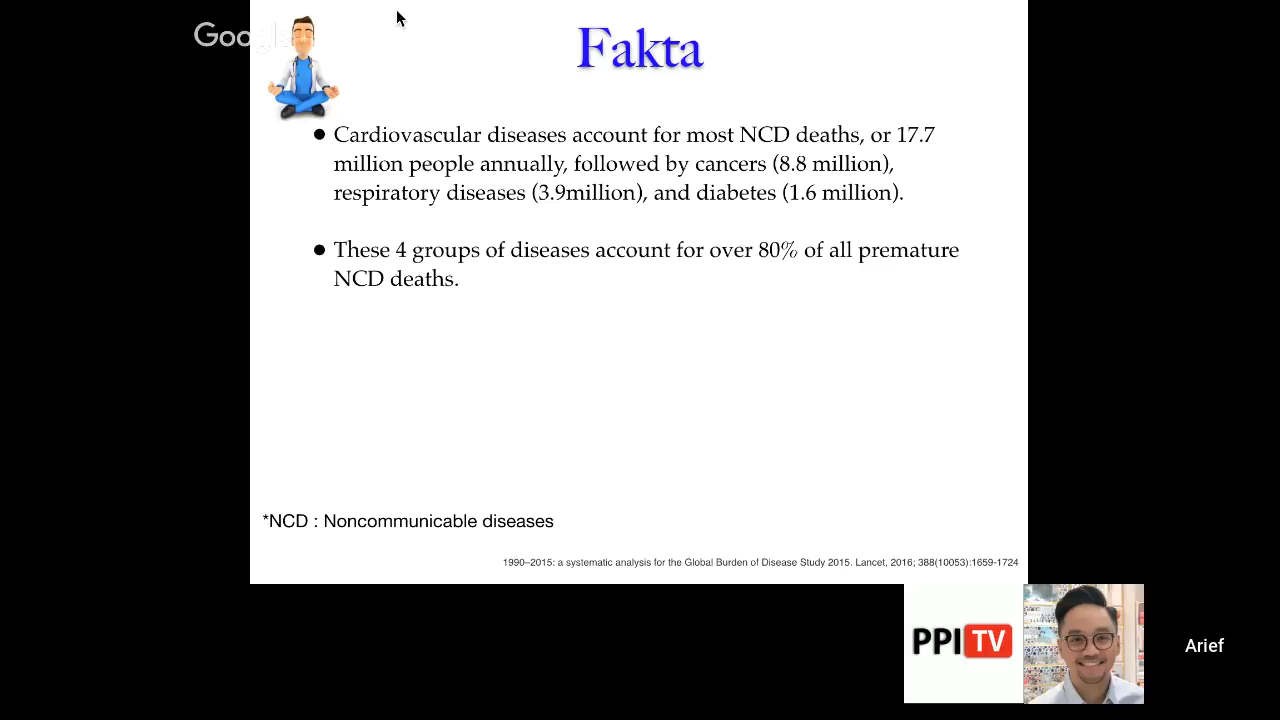 Google
Fakta
• Cardiovascular diseases account for most NCD deaths, or 17.7
million people annually, followed by cancers (8.8 million),
respiratory diseases (3.9million), and diabetes (1.6 million).
• These 4 groups of diseases account for over 80% of all premature
NCD deaths.
*NCD : Noncommunicable diseases
1990–2015: a systematic analysis for the Global Burden of Disease Study 2015. Lancet, 2016; 388(10053):1659-1724
PPI TV
Arief